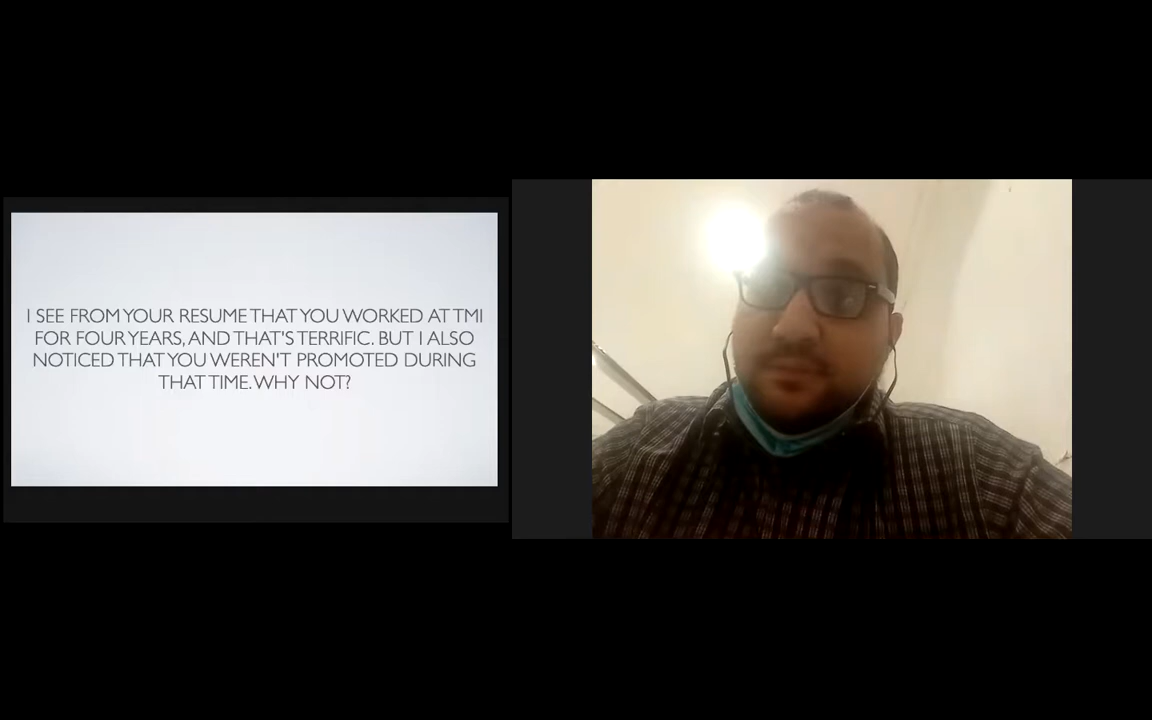 I SEE FROM YOUR RESUME THAT YOU WORKED AT TMI
FOR FOUR YEARS, AND THAT'S TERRIFIC. BUT I ALSO
NOTICED THAT YOU WEREN'T PROMOTED DURING
THAT TIME. WHY NOT?